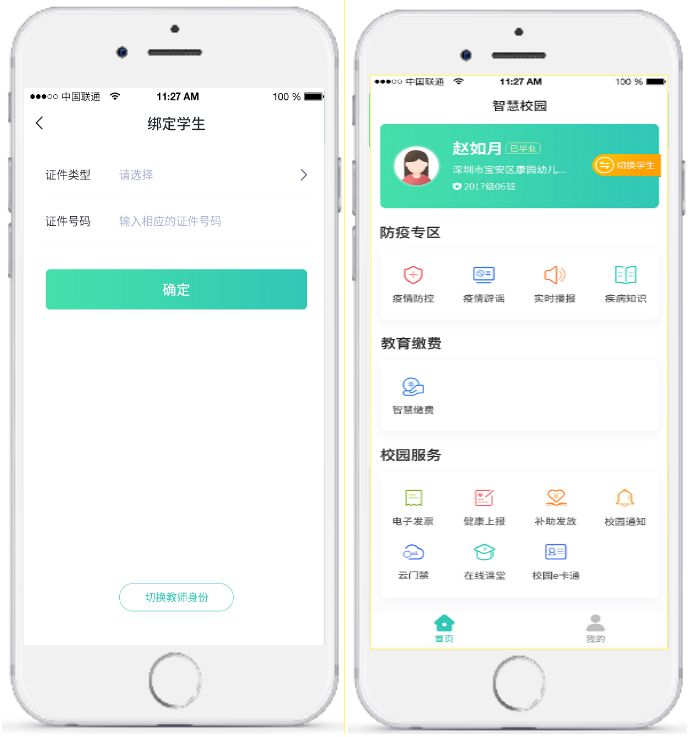 ●●●○○ 中国联通 11:27 AM 100 %
绑定学生
证件类型 请选择
证件号码 输入相应的证件号码
确定
切换教师身份
●●●○○ 中国联通 11:27 AM 100 %
智慧校园
赵如月 已毕业
深圳市宝安区康园幼儿...
切换学生
2017级06班
防疫专区
疫情防控 疫情辟谣 实时播报 疾病知识
教育缴费
智慧缴费
校园服务
电子发票 健康上报 补助发放 校园通知
云门禁 在线课堂 校园e卡通
首页 我的